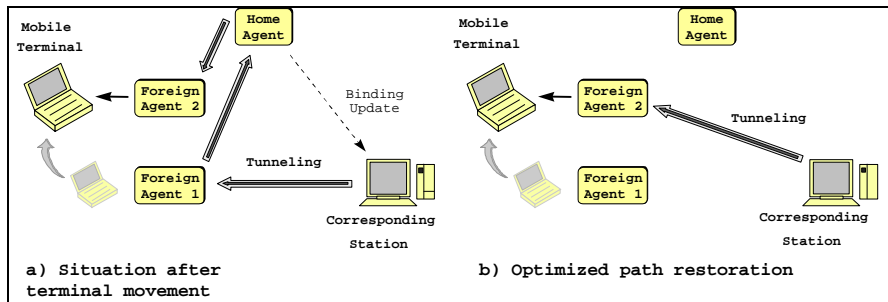 Mobile
Terminal
Home
Agent
Foreign
Agent 2
Binding
Update
Foreign
Agent 1
Tunneling
Corresponding
Station
a) Situation after
terminal movement
Mobile
Terminal
Home
Agent
Foreign
Agent 2
Tunneling
Foreign
Agent 1
Corresponding
Station
b) Optimized path restoration